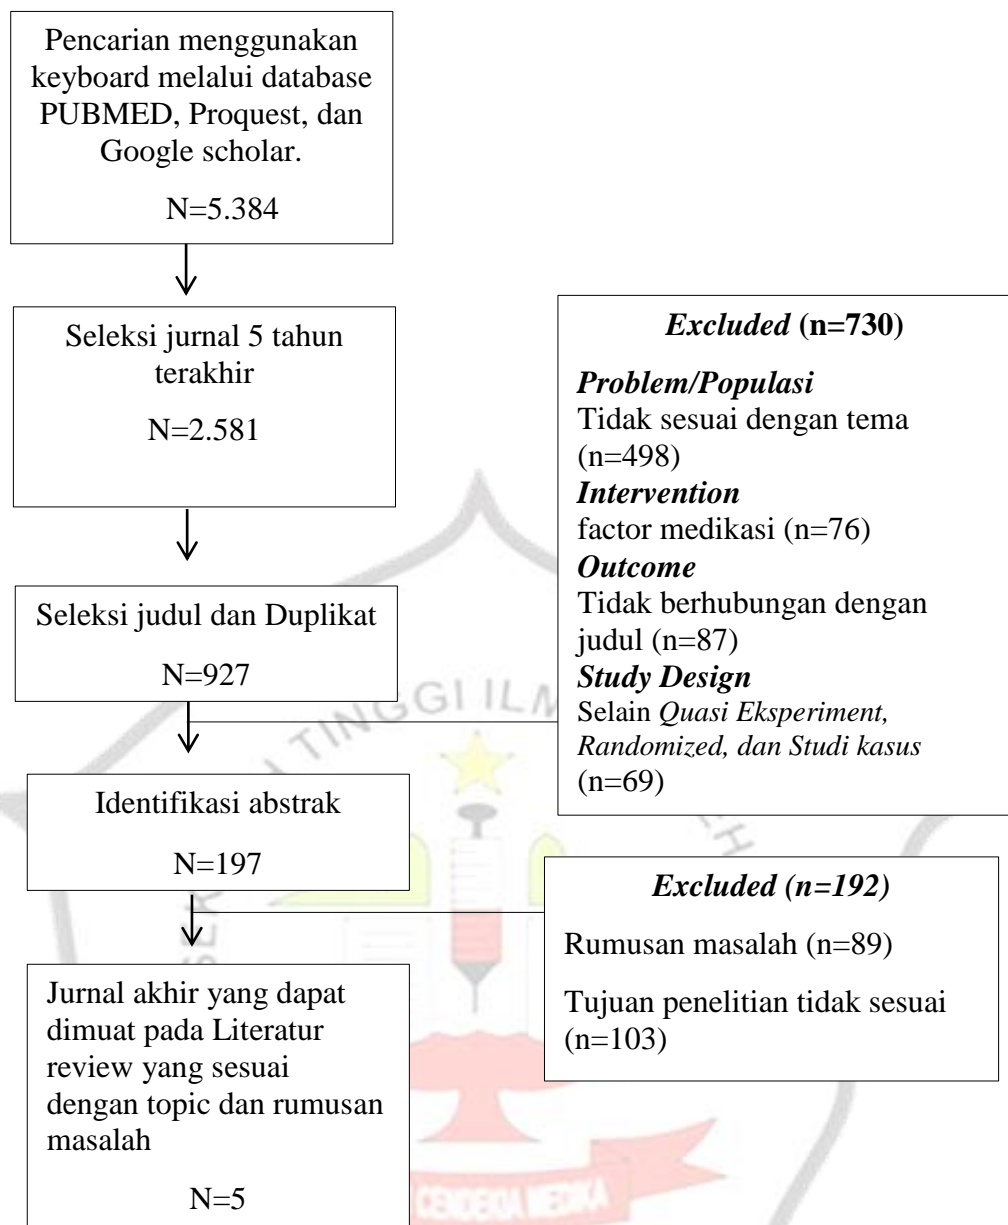 Pencarian menggunakan
keyboard melalui database
PUBMED, Proquest, dan
Google scholar.
N=5.384
Seleksi jurnal 5 tahun
terakhir
N=2.581
Seleksi judul dan Duplikat
N=927
Excluded (n=730)
Problem/Populasi
Tidak sesuai dengan tema
(n=498)
Intervention
factor medikasi (n=76)
Outcome
Tidak berhubungan dengan
judul (n=87)
Study Design
Selain Quasi Eksperiment,
Randomized, dan Studi kasus
(n=69)
Identifikasi abstrak
N=197
Excluded (n=192)
Rumusan masalah (n=89)
Tujuan penelitian tidak sesuai
(n=103)
Jurnal akhir yang dapat
dimuat pada Literatur
review yang sesuai
dengan topic dan rumusan
masalah
N=5
TINGGI
CENDEKIA MEDIKA